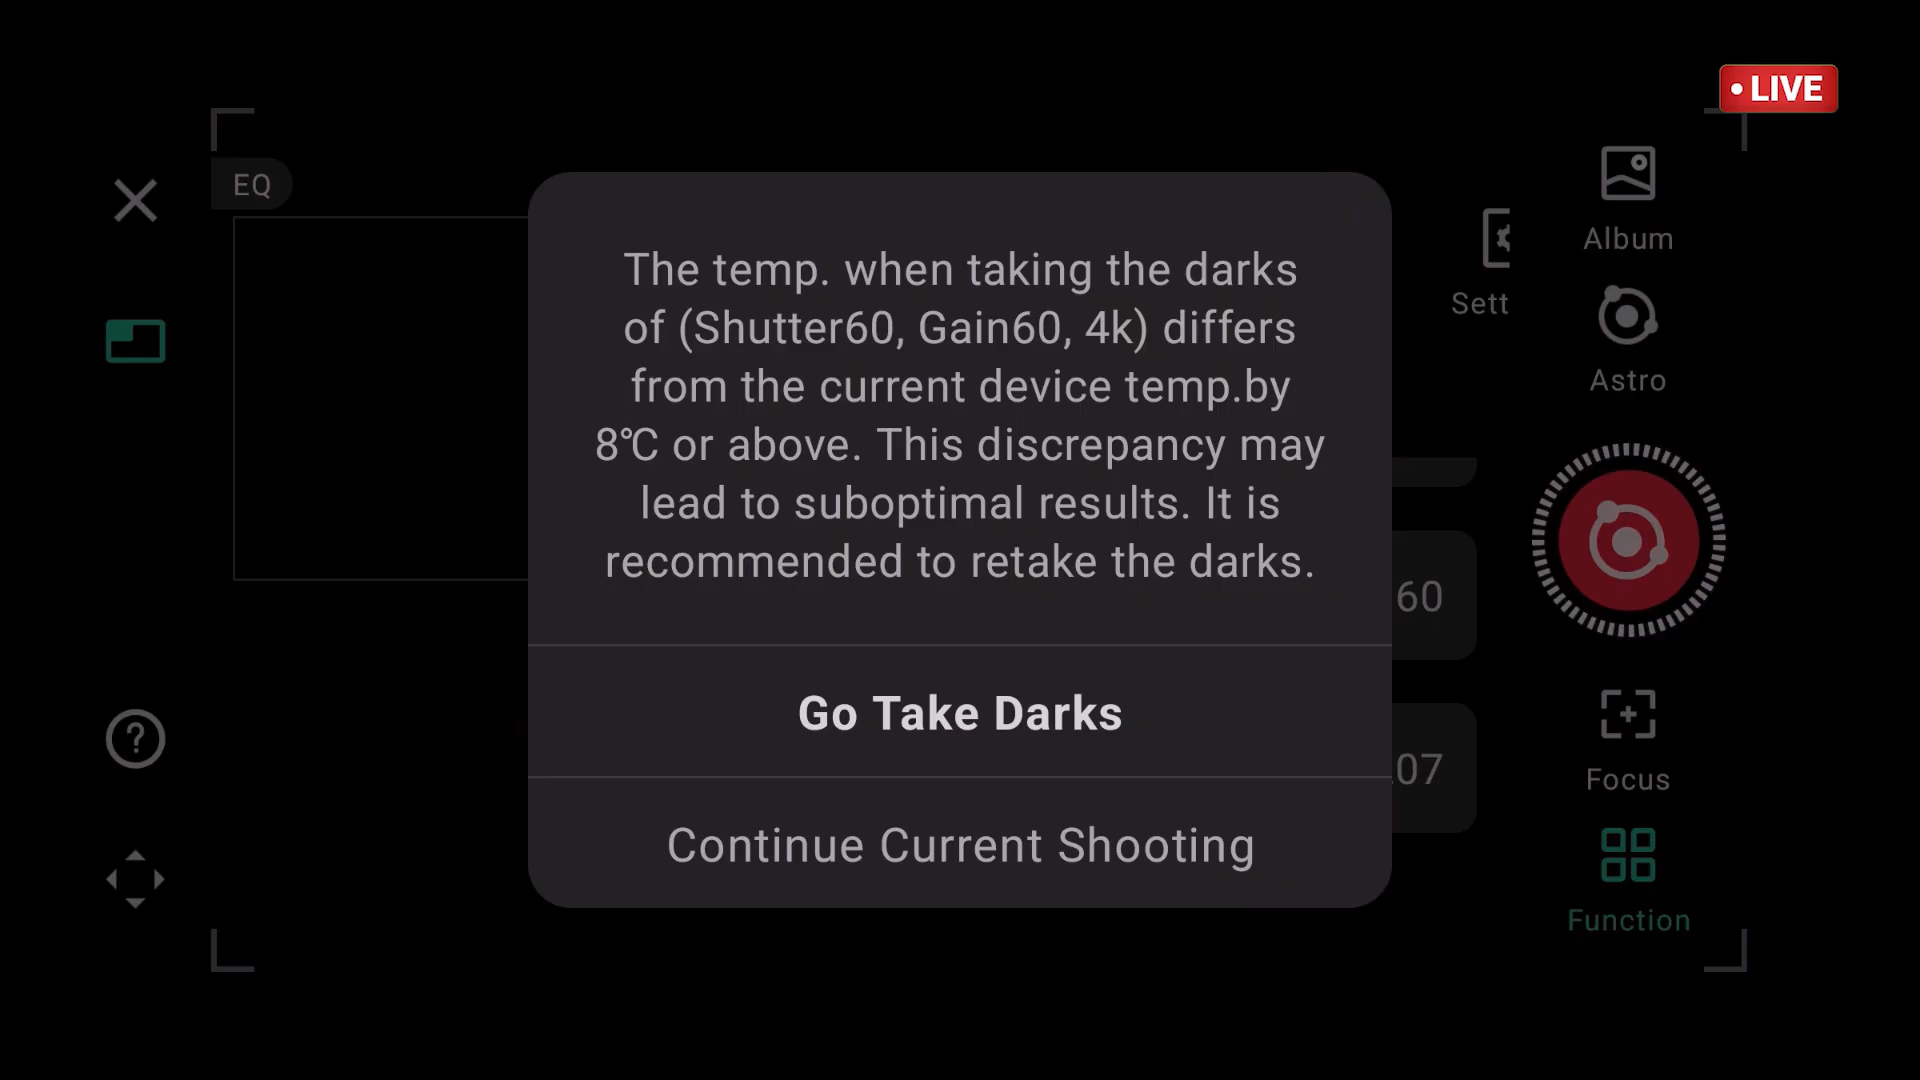 LIVE
EQ
The temp. when taking the darks
of (Shutter60, Gain60, 4k) differs
from the current device temp.by
8℃ or above. This discrepancy may
lead to suboptimal results. It is
recommended to retake the darks.
Go Take Darks
Continue Current Shooting
Sett
60
07
Album
Astro
Focus
Function